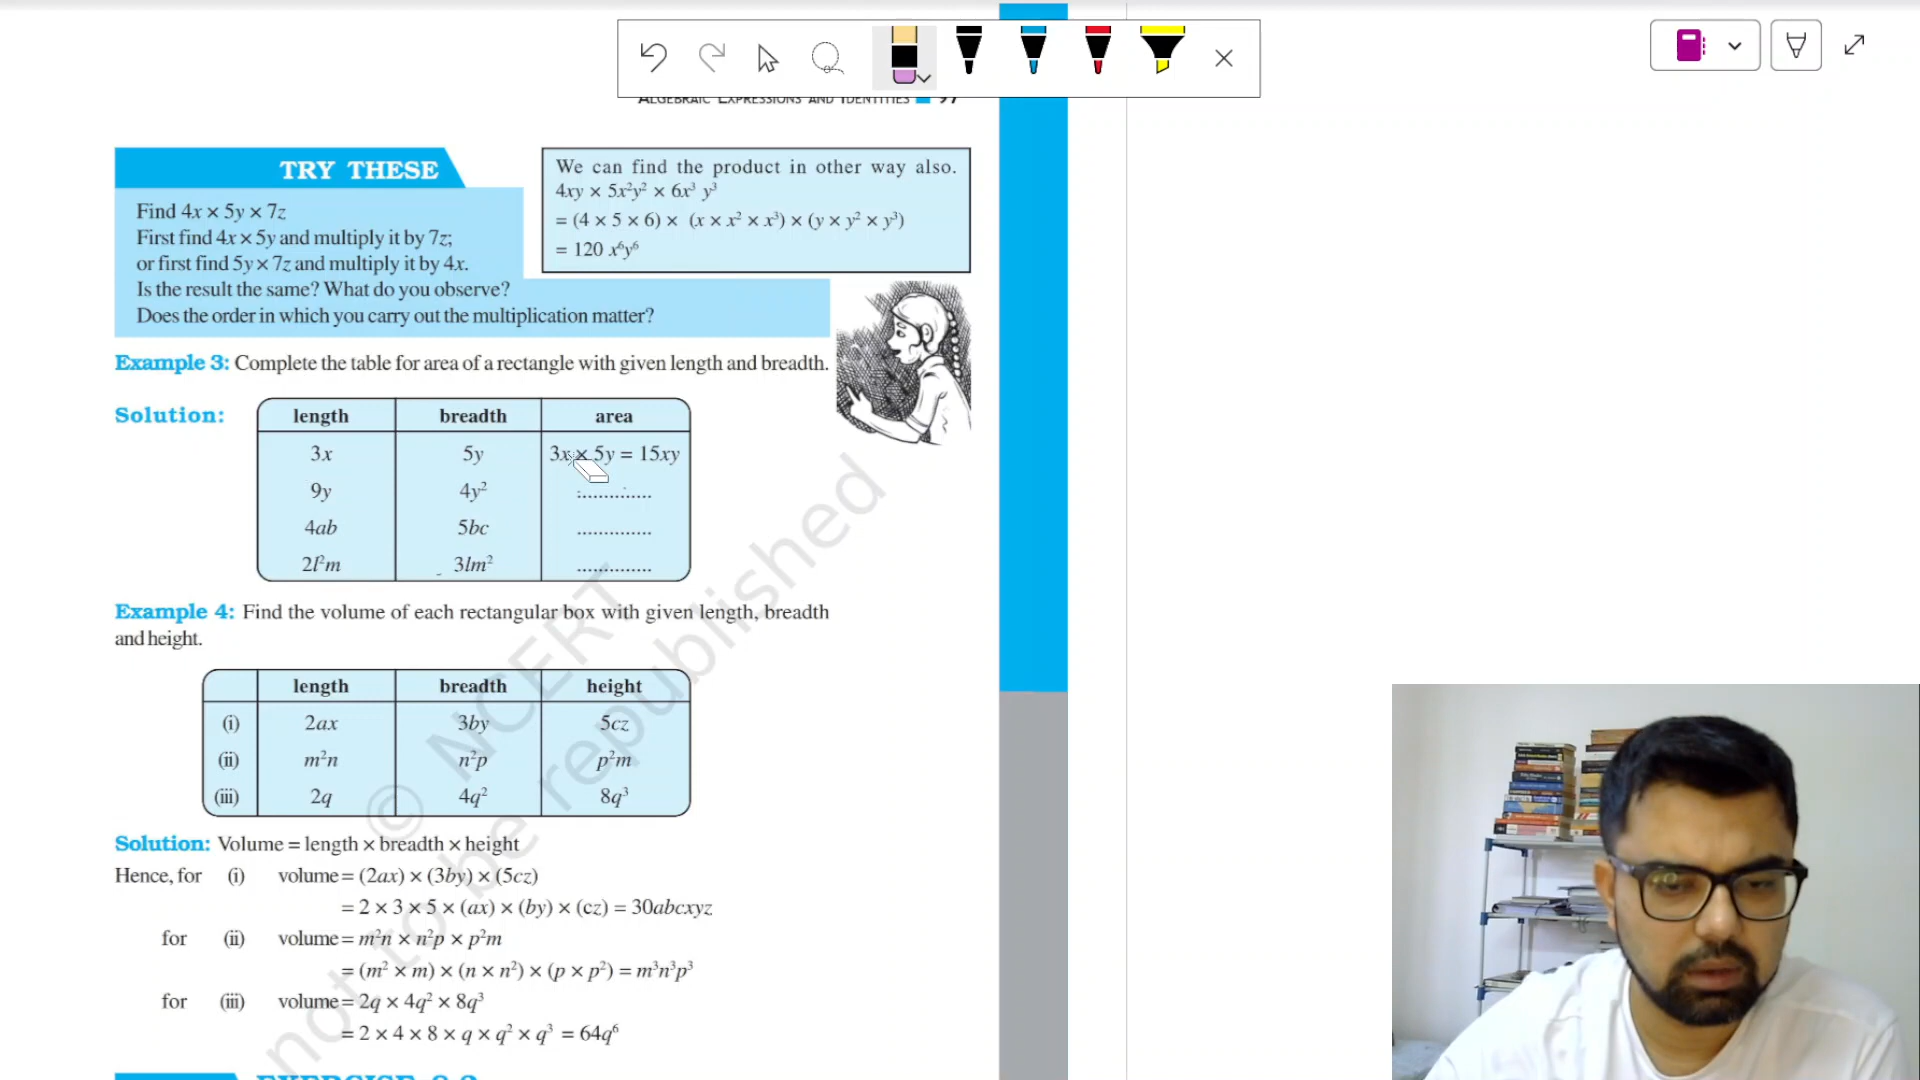 ALGEBRAIC EXPRESSIONS AND IDENTITIES 97
TRY THESE
Find 4x × 5y × 7z
First find 4x × 5y and multiply it by 7z;
or first find 5y × 7z and multiply it by 4x.
Is the result the same? What do you observe?
Does the order in which you carry out the multiplication matter?
We can find the product in other way also.
4xy × 5x²y² × 6x³ y³
= (4 × 5 × 6) × (x × x² × x³) × (y × y² × y³)
= 120 x⁶y⁶
Example 3: Complete the table for area of a rectangle with given length and breadth.
Solution:
length breadth area
3x 5y 3x × 5y = 15xy
9y 4y² ..............
4ab 5bc ..............
2l²m 3lm² ..............
Example 4: Find the volume of each rectangular box with given length, breadth
and height.
length breadth height
(i) 2ax 3by 5cz
(ii) m²n n²p p²m
(iii) 2q 4q² 8q³
Solution: Volume = length × breadth × height
Hence, for (i) volume = (2ax) × (3by) × (5cz)
= 2 × 3 × 5 × (ax) × (by) × (cz) = 30abcxyz
for (ii) volume = m²n × n²p × p²m
= (m² × m) × (n × n²) × (p × p²) = m³n³p³
for (iii) volume = 2q × 4q² × 8q³
= 2 × 4 × 8 × q × q² × q³ = 64q⁶
© NCERT
not to be republished